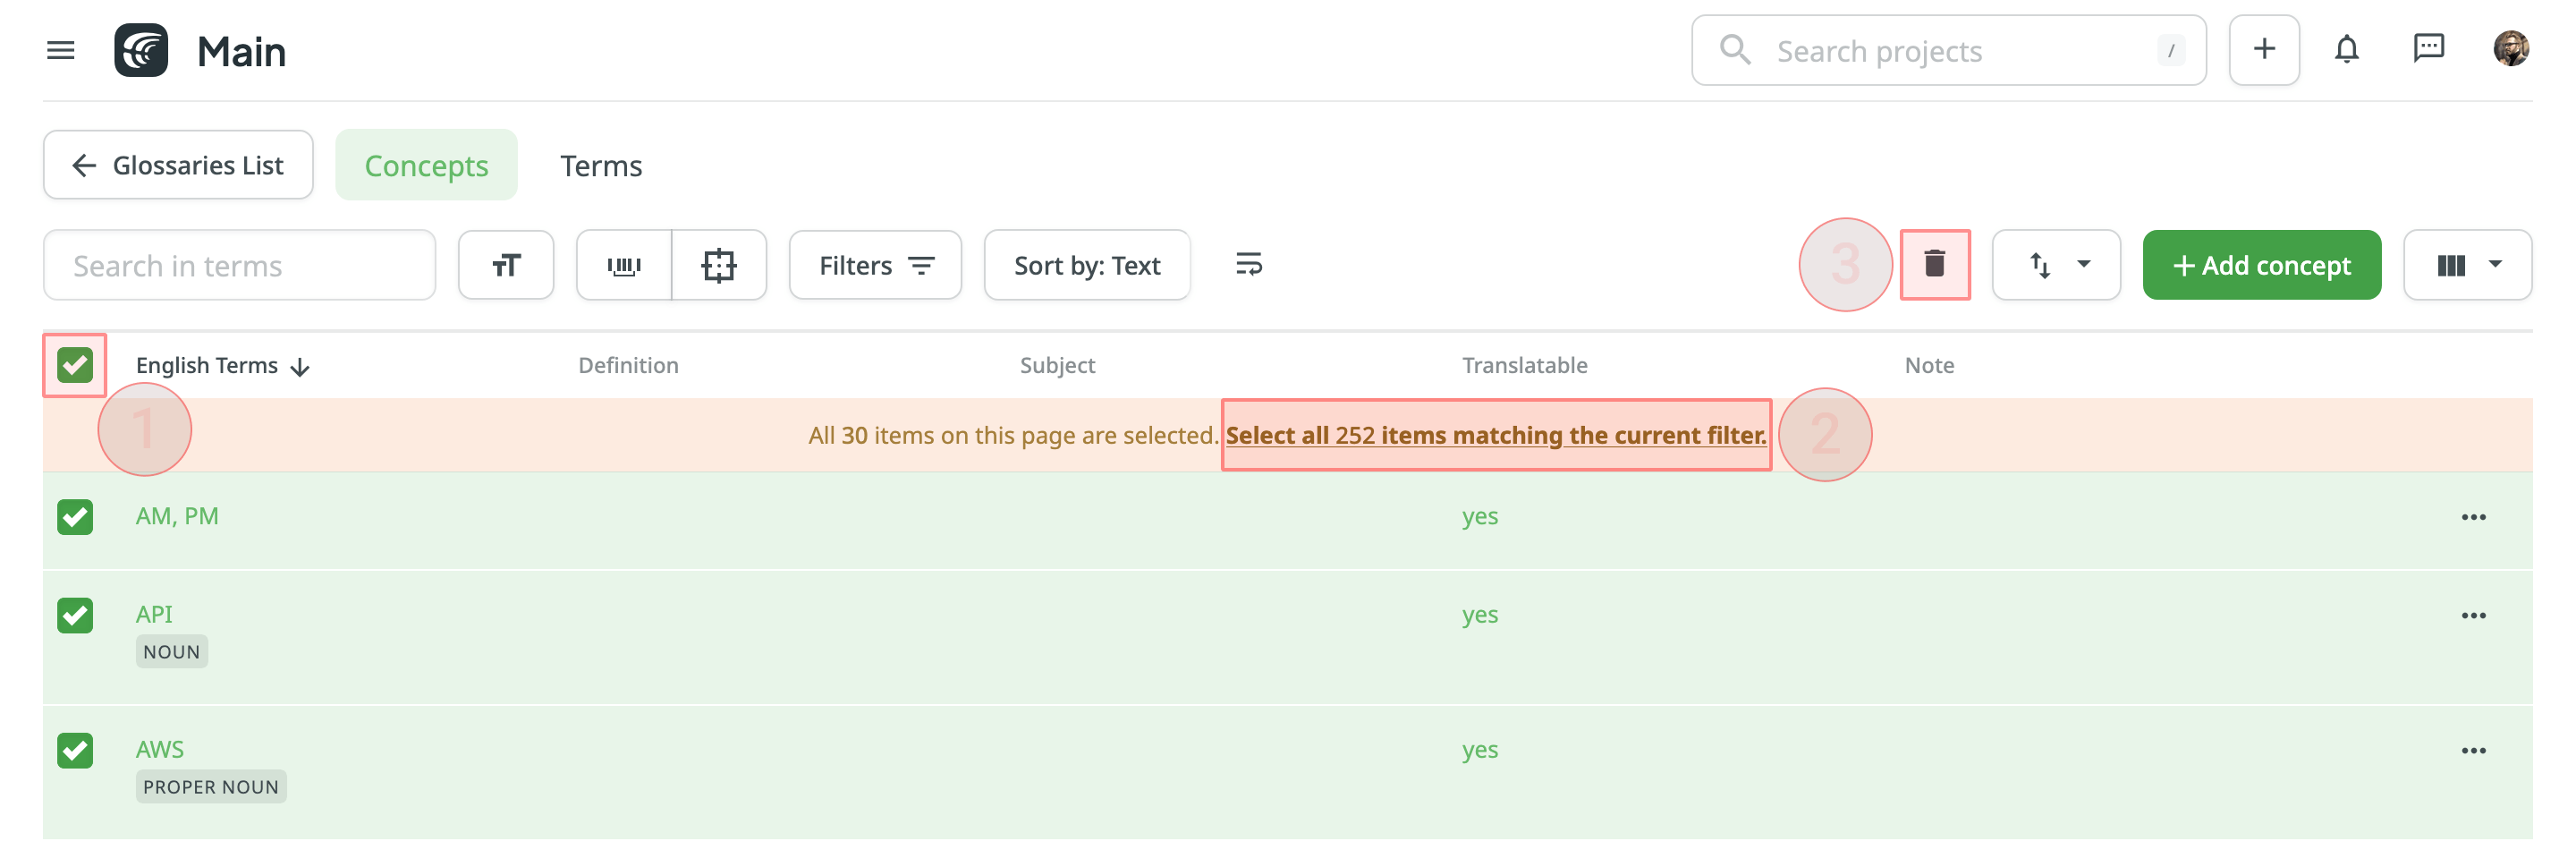 Main
Search projects /
Glossaries List Concepts Terms
Search in terms Filters Sort by: Text 3 + Add concept
English Terms Definition Subject Translatable Note
1 All 30 items on this page are selected. Select all 252 items matching the current filter. 2
AM, PM yes
API yes
NOUN
AWS yes
PROPER NOUN